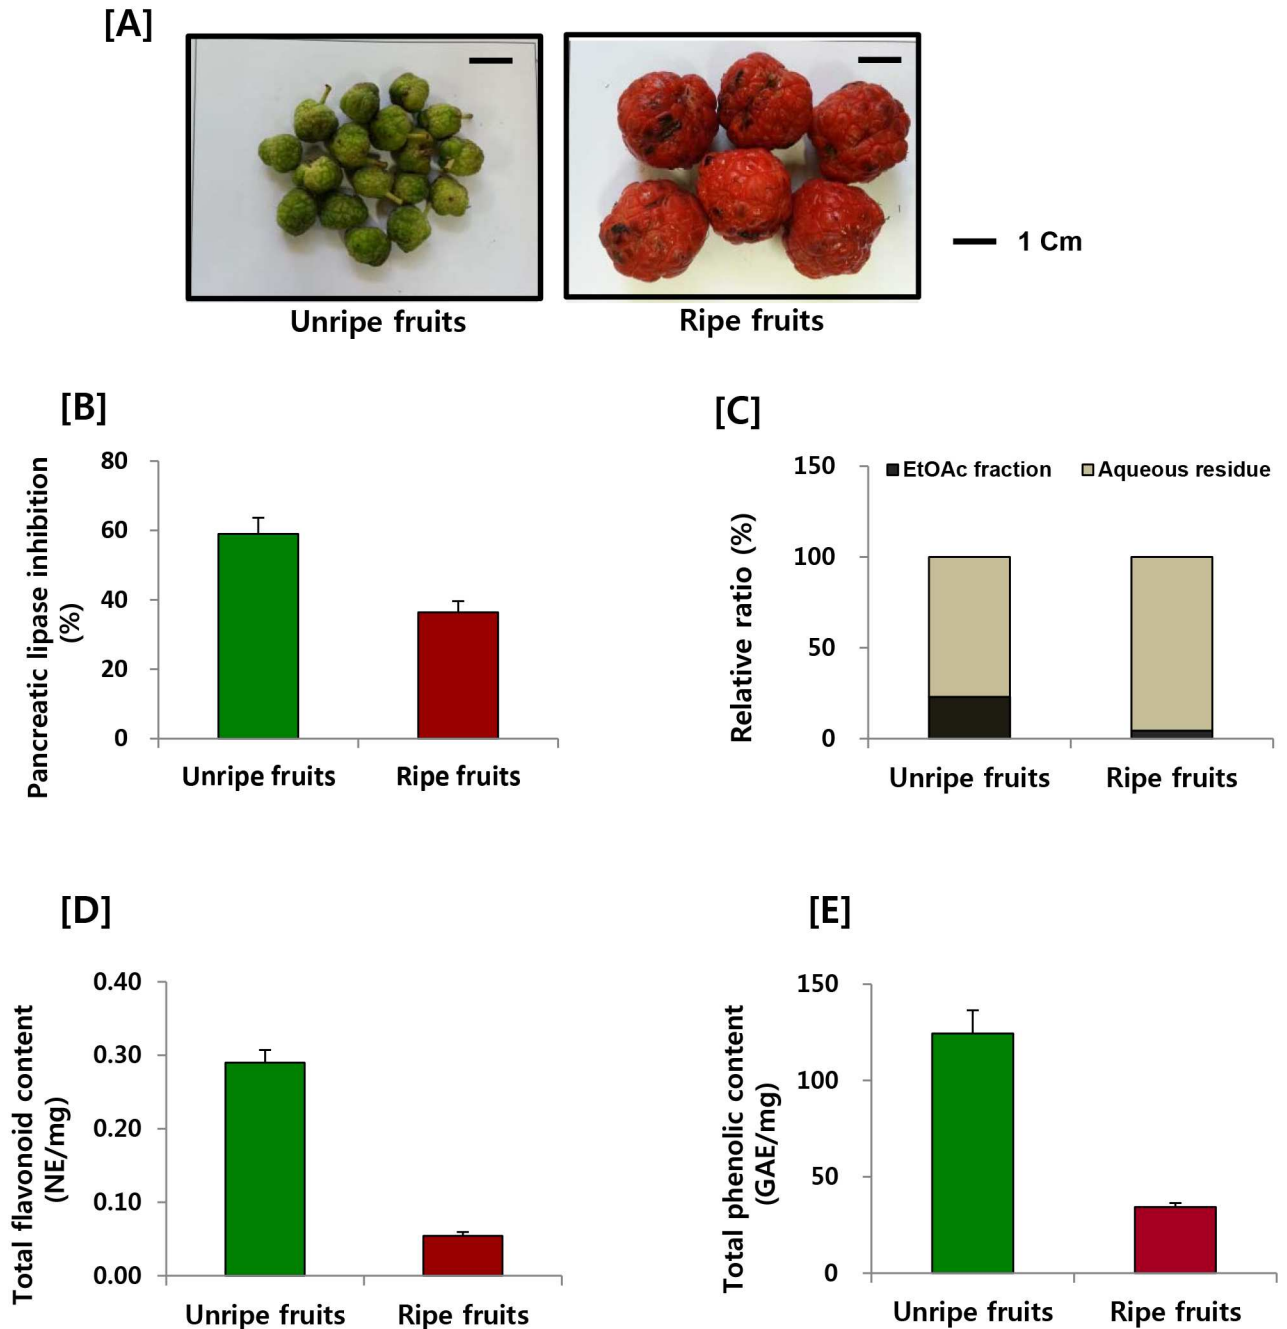 [A]
1 Cm
Unripe fruits
Ripe fruits
[B]
Pancreatic lipase inhibition
(%)
80
60
40
20
0
Unripe fruits
Ripe fruits
[C]
Relative ratio (%)
150
100
50
0
EtOAc fraction
Aqueous residue
Unripe fruits
Ripe fruits
[D]
Total flavonoid content
(NE/mg)
0.40
0.30
0.20
0.10
0.00
Unripe fruits
Ripe fruits
[E]
Total phenolic content
(GAE/mg)
150
100
50
0
Unripe fruits
Ripe fruits